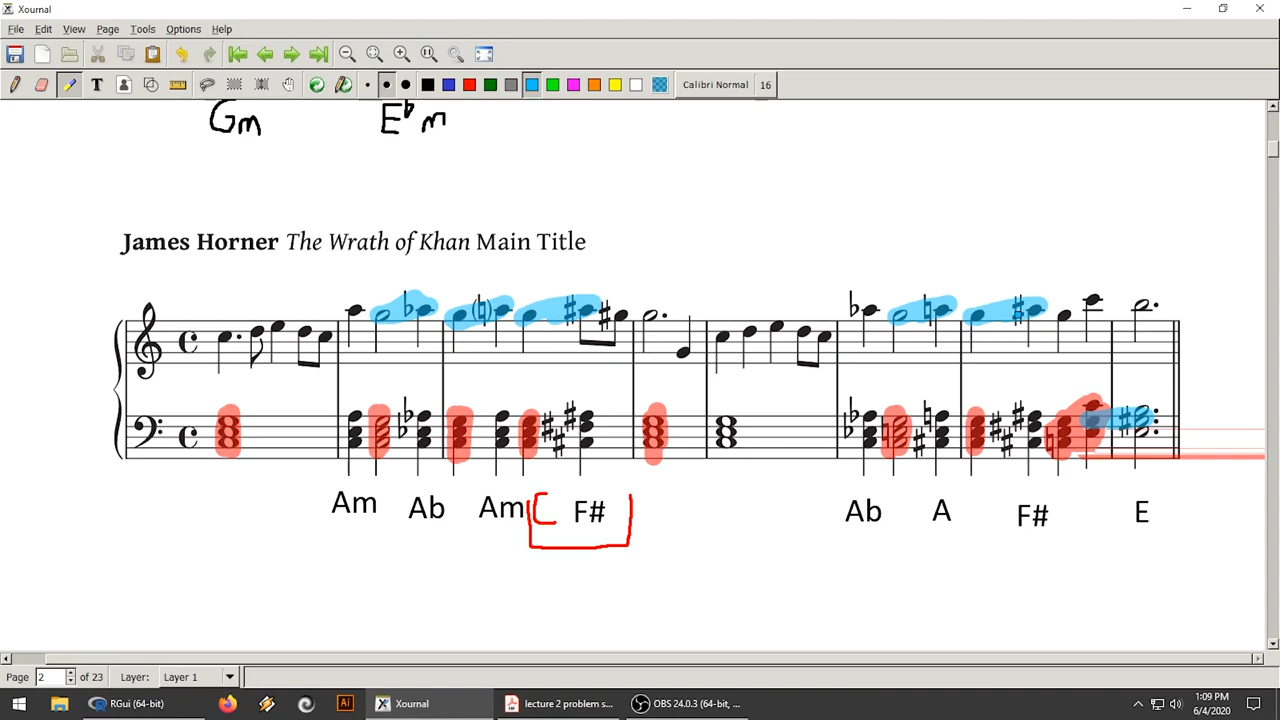 Xournal
File Edit View Page Tools Options Help
T Calibri Normal 16
Gm E♭m
James Horner The Wrath of Khan Main Title
Am Ab Am C F# Ab A F# E
Page 2 of 23 Layer: Layer 1
RGui (64-bit) Ai Xournal lecture 2 problem s... OBS 24.0.3 (64-bit, ...
1:09 PM
6/4/2020